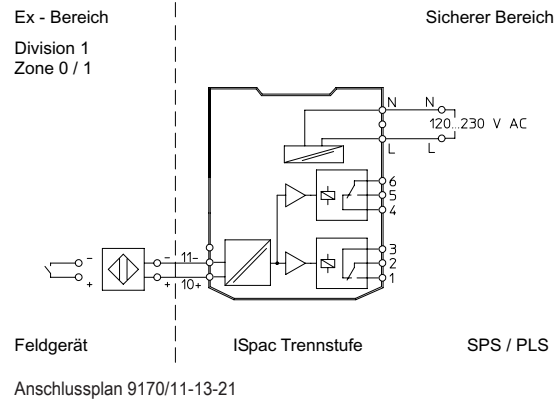 Ex - Bereich
Sicherer Bereich
Division 1
Zone 0 / 1
N
N
120...230 V AC
L
L
6
5
4
3
2
1
-
-
11-
+
+
10+
Feldgerät
ISpac Trennstufe
SPS / PLS
Anschlussplan 9170/11-13-21